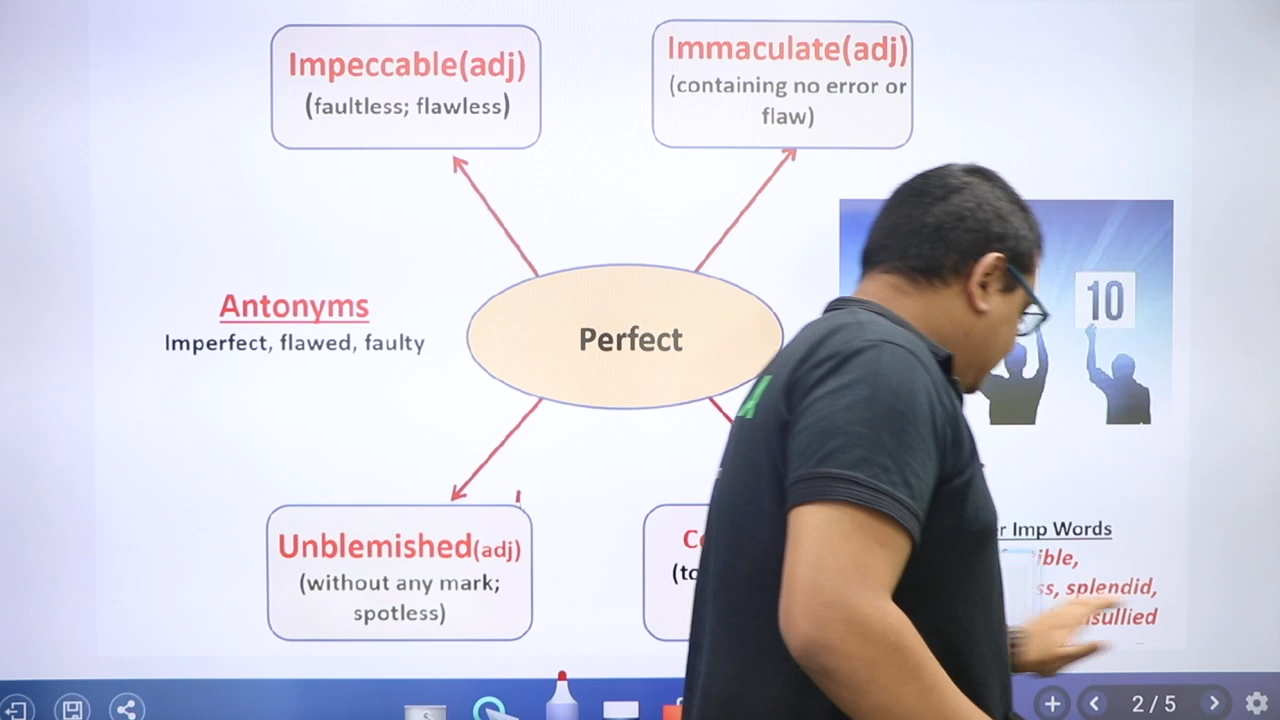 Impeccable(adj)
(faultless; flawless)
Immaculate(adj)
(containing no error or
flaw)
Antonyms
Imperfect, flawed, faulty
Perfect
10
Unblemished(adj)
(without any mark;
spotless)
Imp Words
splendid,
2 / 5